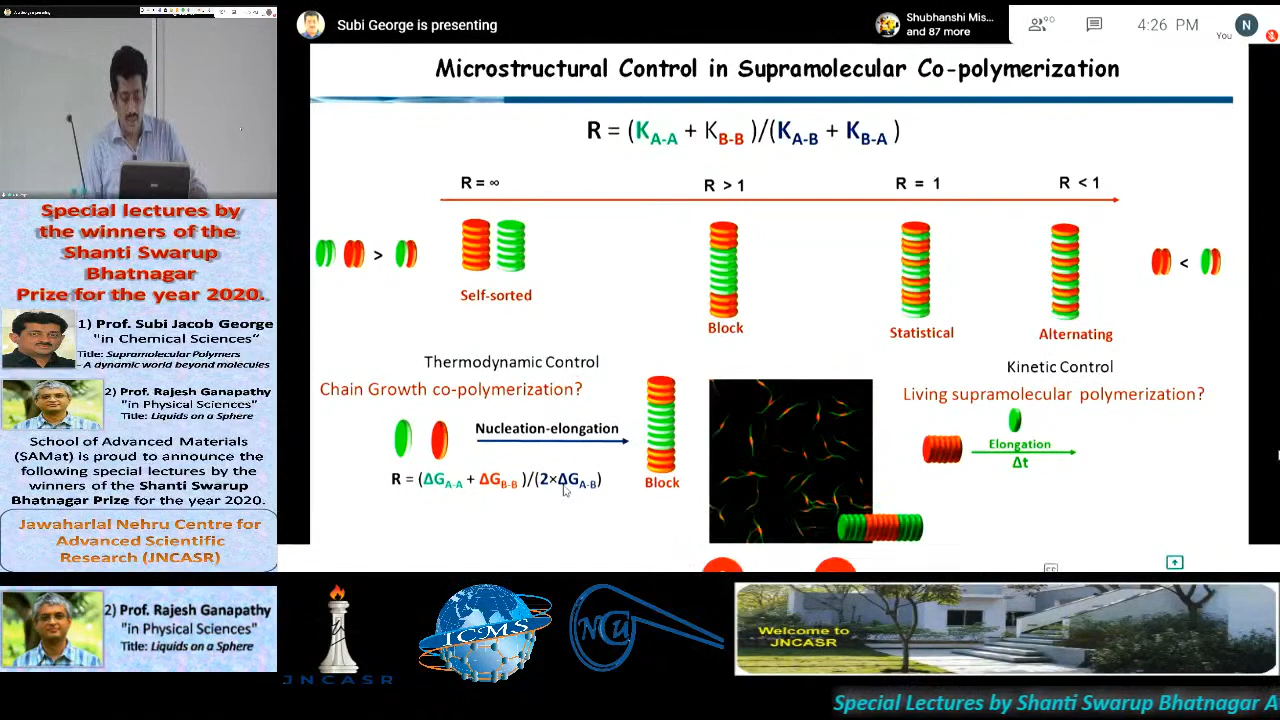 Subi George is presenting
Shubhanshi Mis...
and 87 more
90
4:26 PM
You
N
Microstructural Control in Supramolecular Co-polymerization
R = (K A-A + K B-B )/(K A-B + K B-A )
R = ∞
R > 1
R = 1
R < 1
>
<
Self-sorted
Block
Statistical
Alternating
Thermodynamic Control
Chain Growth co-polymerization?
Nucleation-elongation
R = (ΔG A-A + ΔG B-B )/(2×ΔG A-B)
Block
Kinetic Control
Living supramolecular polymerization?
Elongation
Δt
Special lectures by
the winners of the
Shanti Swarup
Bhatnagar
Prize for the year 2020.
1) Prof. Subi Jacob George
"in Chemical Sciences"
Title: Supramolecular Polymers
- A dynamic world beyond molecules
2) Prof. Rajesh Ganapathy
"in Physical Sciences"
Title: Liquids on a Sphere
School of Advanced Materials
(SAMat) is proud to announce the
following special lectures by the
winners of the Shanti Swarup
Bhatnagar Prize for the year 2020.
Jawaharlal Nehru Centre for
Advanced Scientific
Research (JNCASR)
2) Prof. Rajesh Ganapathy
"in Physical Sciences"
Title: Liquids on a Sphere
JNCASR
ICMS
NCU
Welcome to
JNCASR
Special Lectures by Shanti Swarup Bhatnagar A